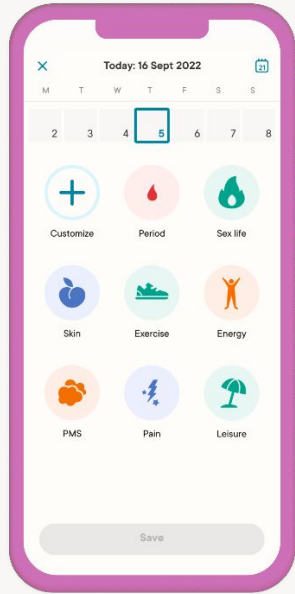 Today: 16 Sept 2022
21
M T W T F S S
2 3 4 5 6 7 8
Customize Period Sex life
Skin Exercise Energy
PMS Pain Leisure
Save